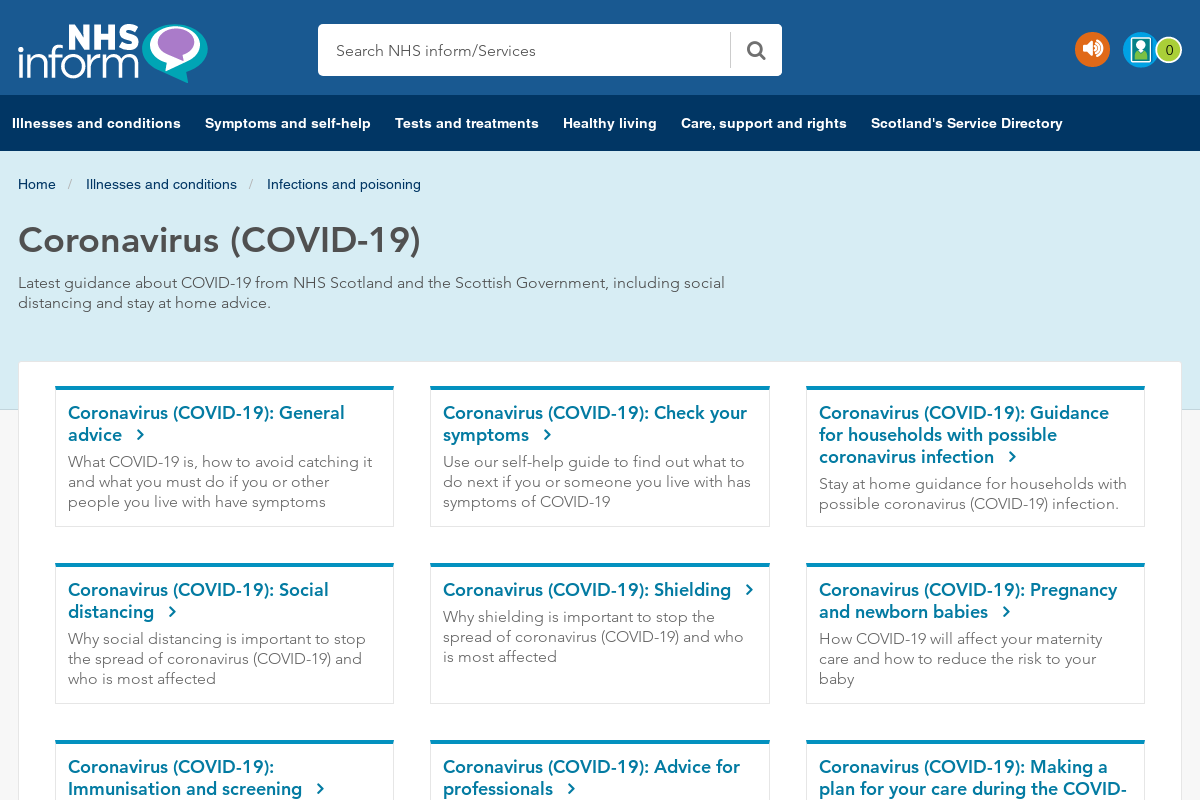 NHS
inform
Search NHS inform/Services
0
Illnesses and conditions
Symptoms and self-help
Tests and treatments
Healthy living
Care, support and rights
Scotland's Service Directory
Home / Illnesses and conditions / Infections and poisoning
Coronavirus (COVID-19)
Latest guidance about COVID-19 from NHS Scotland and the Scottish Government, including social
distancing and stay at home advice.
Coronavirus (COVID-19): General
advice
What COVID-19 is, how to avoid catching it
and what you must do if you or other
people you live with have symptoms
Coronavirus (COVID-19): Check your
symptoms
Use our self-help guide to find out what to
do next if you or someone you live with has
symptoms of COVID-19
Coronavirus (COVID-19): Guidance
for households with possible
coronavirus infection
Stay at home guidance for households with
possible coronavirus (COVID-19) infection.
Coronavirus (COVID-19): Social
distancing
Why social distancing is important to stop
the spread of coronavirus (COVID-19) and
who is most affected
Coronavirus (COVID-19): Shielding
Why shielding is important to stop the
spread of coronavirus (COVID-19) and who
is most affected
Coronavirus (COVID-19): Pregnancy
and newborn babies
How COVID-19 will affect your maternity
care and how to reduce the risk to your
baby
Coronavirus (COVID-19):
Immunisation and screening
Coronavirus (COVID-19): Advice for
professionals
Coronavirus (COVID-19): Making a
plan for your care during the COVID-